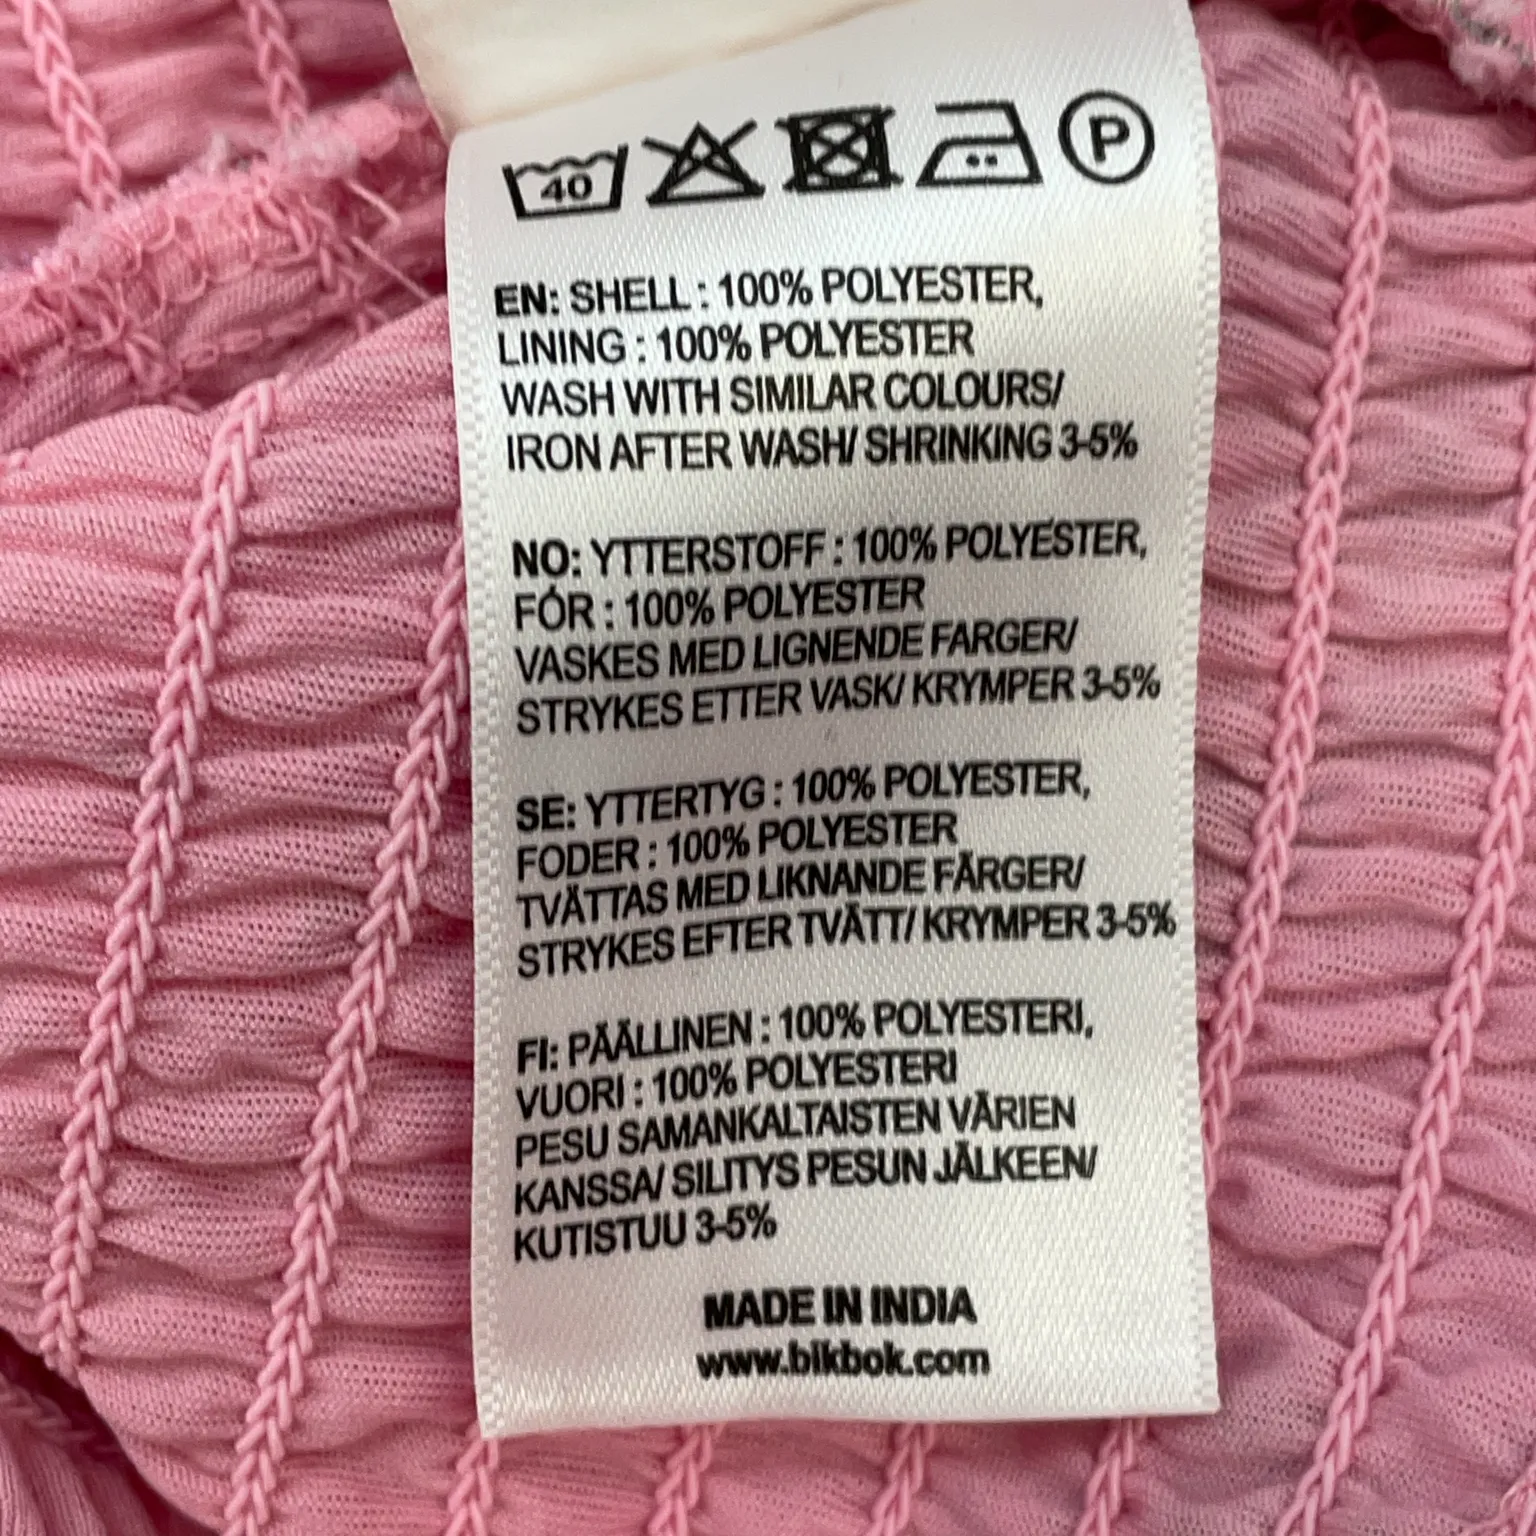 40
P
EN: SHELL : 100% POLYESTER,
LINING : 100% POLYESTER
WASH WITH SIMILAR COLOURS/
IRON AFTER WASH/ SHRINKING 3-5%
NO: YTTERSTOFF : 100% POLYESTER,
FÓR : 100% POLYESTER
VASKES MED LIGNENDE FARGER/
STRYKES ETTER VASK/ KRYMPER 3-5%
SE: YTTERTYG : 100% POLYESTER,
FODER : 100% POLYESTER
TVÄTTAS MED LIKNANDE FÄRGER/
STRYKES EFTER TVÄTT/ KRYMPER 3-5%
FI: PÄÄLLINEN : 100% POLYESTERI,
VUORI : 100% POLYESTERI
PESU SAMANKALTAISTEN VÄRIEN
KANSSA/ SILITYS PESUN JÄLKEEN/
KUTISTUU 3-5%
MADE IN INDIA
www.bikbok.com